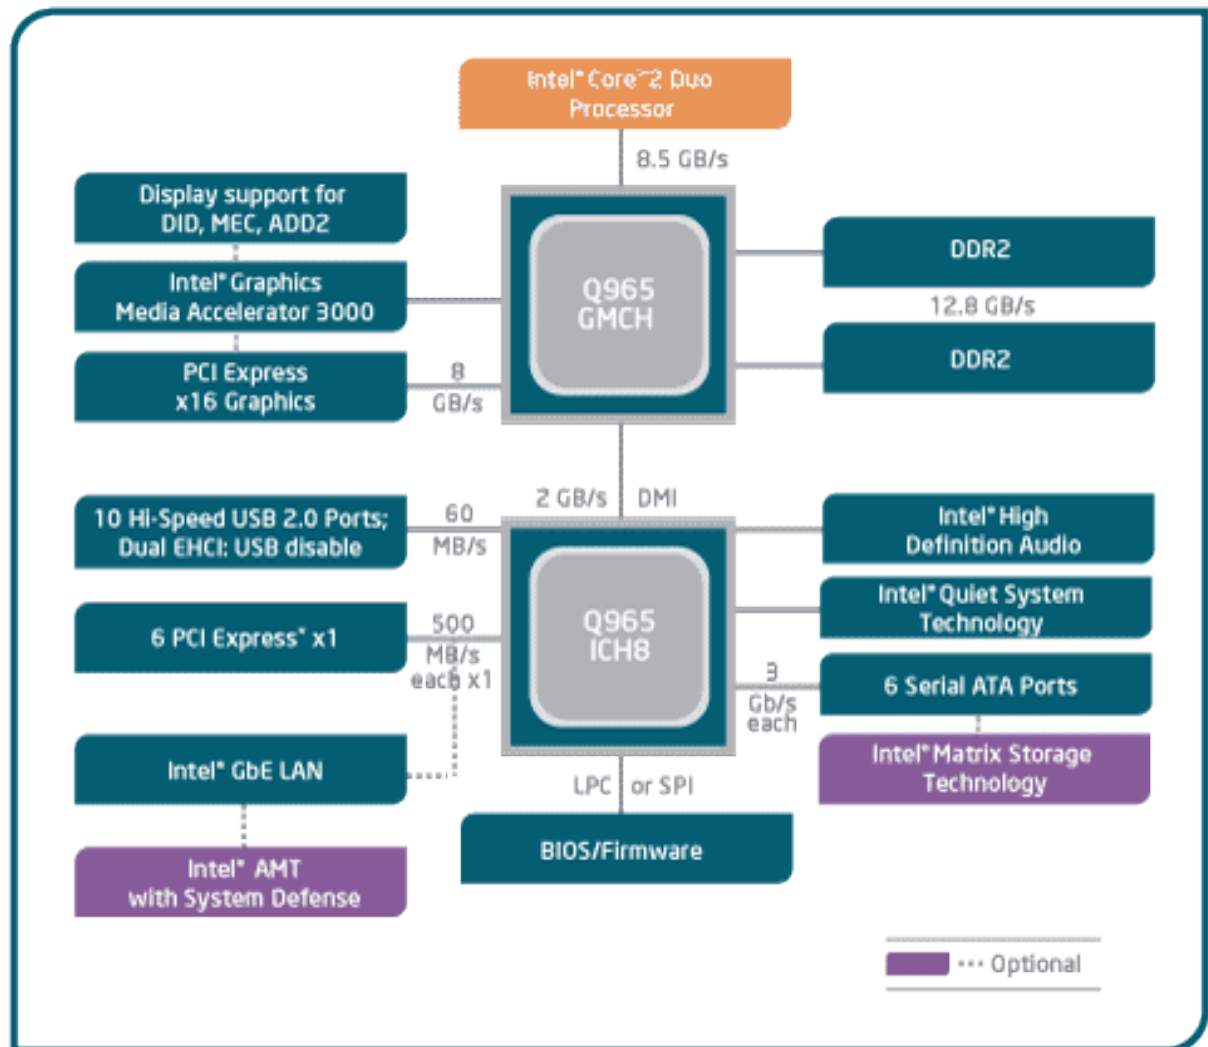 Intel® Core™2 Duo
Processor
8.5 GB/s
Display support for
DID, MEC, ADD2
Intel® Graphics
Media Accelerator 3000
PCI Express
x16 Graphics
8
GB/s
Q965
GMCH
DDR2
12.8 GB/s
DDR2
2 GB/s DMI
10 Hi-Speed USB 2.0 Ports;
Dual EHCI: USB disable
60
MB/s
6 PCI Express* x1
500
MB/s
each x1
Q965
ICH8
Intel® High
Definition Audio
Intel® Quiet System
Technology
3
Gb/s
each
6 Serial ATA Ports
Intel® Matrix Storage
Technology
Intel® GbE LAN
LPC or SPI
BIOS/Firmware
Intel® AMT
with System Defense
Optional